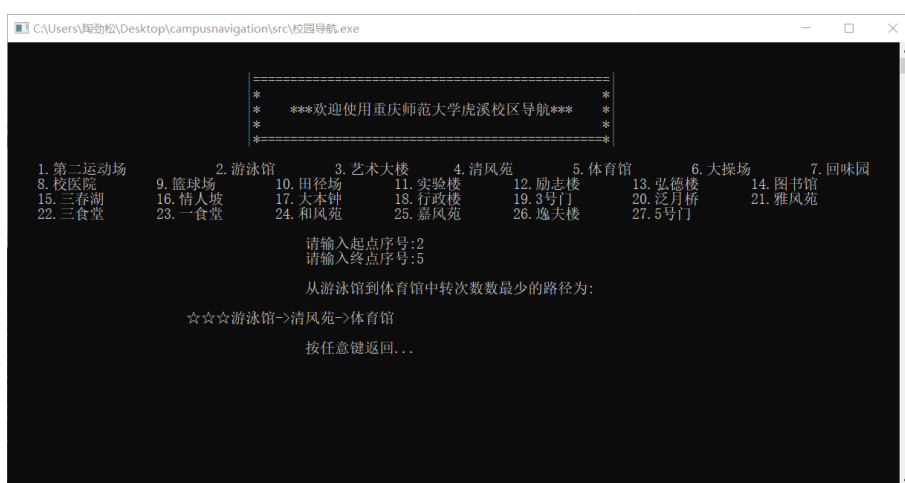 C:\Users\陶劲松\Desktop\campusnavigation\src\校园导航.exe
|================================================|
|* *|
|* ***欢迎使用重庆师范大学虎溪校区导航*** *|
|* *|
|*==============================================*|
1.第二运动场 2.游泳馆 3.艺术大楼 4.清风苑 5.体育馆 6.大操场 7.回味园
8.校医院 9.篮球场 10.田径场 11.实验楼 12.励志楼 13.弘德楼 14.图书馆
15.三春湖 16.情人坡 17.大本钟 18.行政楼 19.3号门 20.泛月桥 21.雅风苑
22.三食堂 23.一食堂 24.和风苑 25.嘉风苑 26.逸夫楼 27.5号门
请输入起点序号:2
请输入终点序号:5
从游泳馆到体育馆中转次数数最少的路径为:
☆☆☆游泳馆->清风苑->体育馆
按任意键返回...